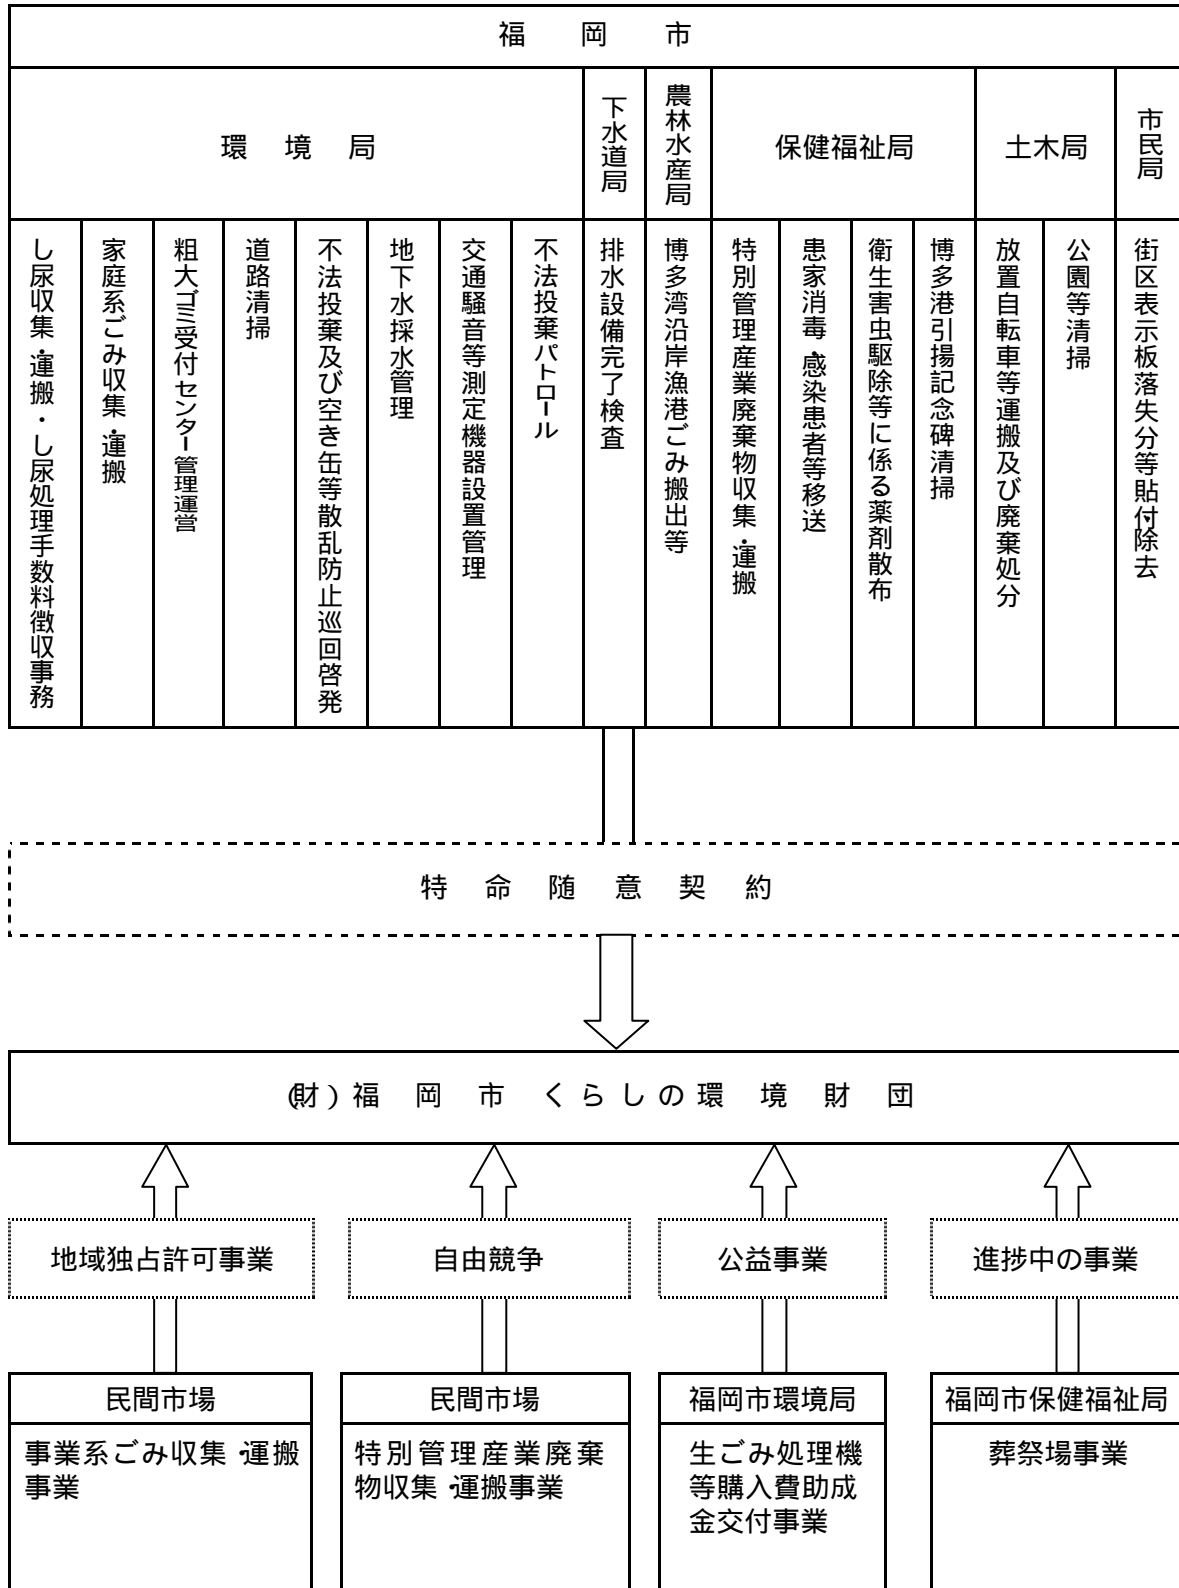 福岡市
環境局
下水道局
農林水産局
保健福祉局
土木局
市民局
し尿収集・運搬・し尿処理手数料徴収事務
家庭系ごみ収集・運搬
粗大ゴミ受付センター管理運営
道路清掃
不法投棄及び空き缶等散乱防止巡回啓発
地下水採水管理
交通騒音等測定機器設置管理
不法投棄パトロール
排水設備完了検査
博多湾沿岸漁港ごみ搬出等
特別管理産業廃棄物収集・運搬
患家消毒・感染患者等移送
衛生害虫駆除等に係る薬剤散布
博多港引揚記念碑清掃
放置自転車等運搬及び廃棄処分
公園等清掃
街区表示板落失分等貼付・除去
特命随意契約
(財)福岡市くらしの環境財団
地域独占許可事業
自由競争
公益事業
進捗中の事業
民間市場
事業系ごみ収集・運搬
事業
民間市場
特別管理産業廃棄
物収集・運搬事業
福岡市環境局
生ごみ処理機
等購入費助成
金交付事業
福岡市保健福祉局
葬祭場事業